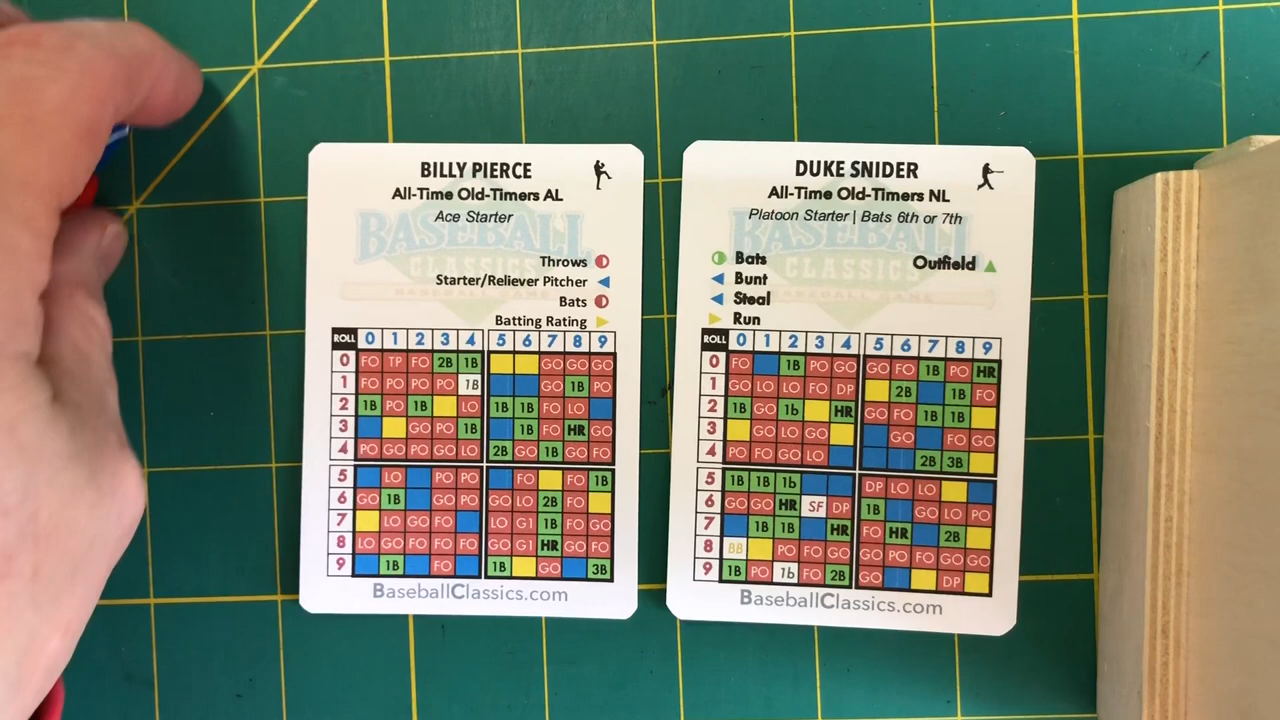 BILLY PIERCE
All-Time Old-Timers AL
Ace Starter
BASEBALL
CLASSICS
Throws
Starter/Reliever Pitcher
Bats
Batting Rating
ROLL 0 1 2 3 4 5 6 7 8 9
0 FO TP FO 2B 1B GO GO GO
1 FO PO PO PO 1B GO 1B PO
2 1B PO 1B LO 1B 1B FO LO
3 GO PO 1B 1B FO HR GO
4 PO GO PO GO LO 2B GO 1B GO FO
5 LO PO PO FO FO 1B
6 GO 1B GO PO GO LO 2B FO
7 LO GO FO LO G1 1B FO GO
8 LO GO FO FO FO GO G1 HR GO FO
9 1B FO 1B GO 3B
BaseballClassics.com
DUKE SNIDER
All-Time Old-Timers NL
Platoon Starter | Bats 6th or 7th
BASEBALL
CLASSICS
Bats
Outfield
Bunt
Steal
Run
ROLL 0 1 2 3 4 5 6 7 8 9
0 FO 1B PO GO GO FO 1B PO HR
1 GO LO LO FO DP 2B 1B FO
2 1B GO 1b HR GO FO 1B 1B
3 GO LO GO GO FO GO
4 PO FO GO LO 2B 3B
5 1B 1B 1b DP LO LO
6 GO GO HR SF DP 1B GO LO PO
7 1B 1B HR FO HR 2B
8 BB PO FO GO GO PO FO GO GO
9 1B PO 1b FO 2B GO DP
BaseballClassics.com